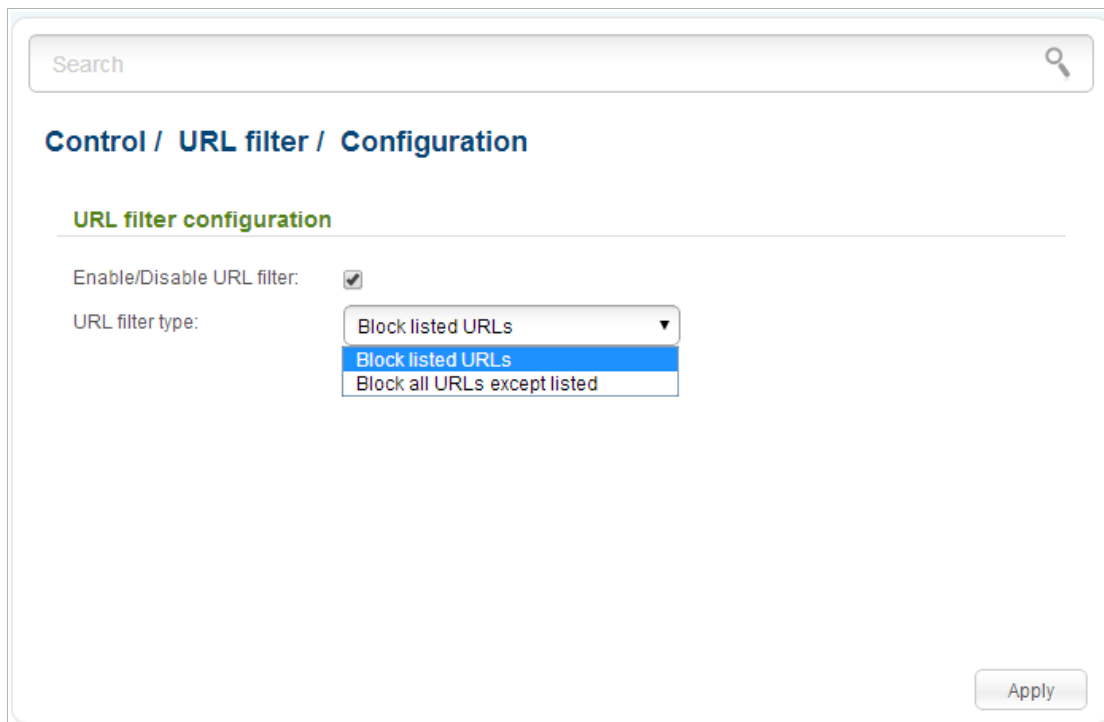 Search
Control / URL filter / Configuration
URL filter configuration
Enable/Disable URL filter:
URL filter type:
Block listed URLs
Block listed URLs
Block all URLs except listed
Apply